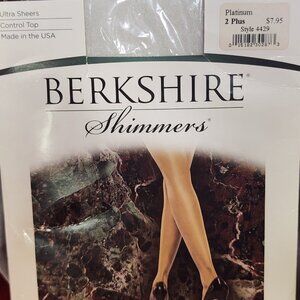 Ultra Sheers
Control Top
Made in the USA
Platinum
2 Plus
$7.95
Style 4429
BERKSHIRE®
Shimmers®